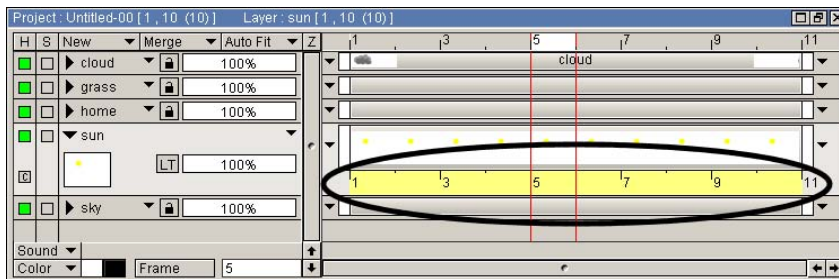 Project : Untitled-00 [ 1 , 10 (10) ] Layer : sun [ 1 , 10 (10) ]
H S New Merge Auto Fit Z 1 3 5 7 9 11
cloud 100% cloud
grass 100%
home 100%
sun
LT 100%
C 1 3 5 7 9 11
sky 100%
Sound
Color Frame 5